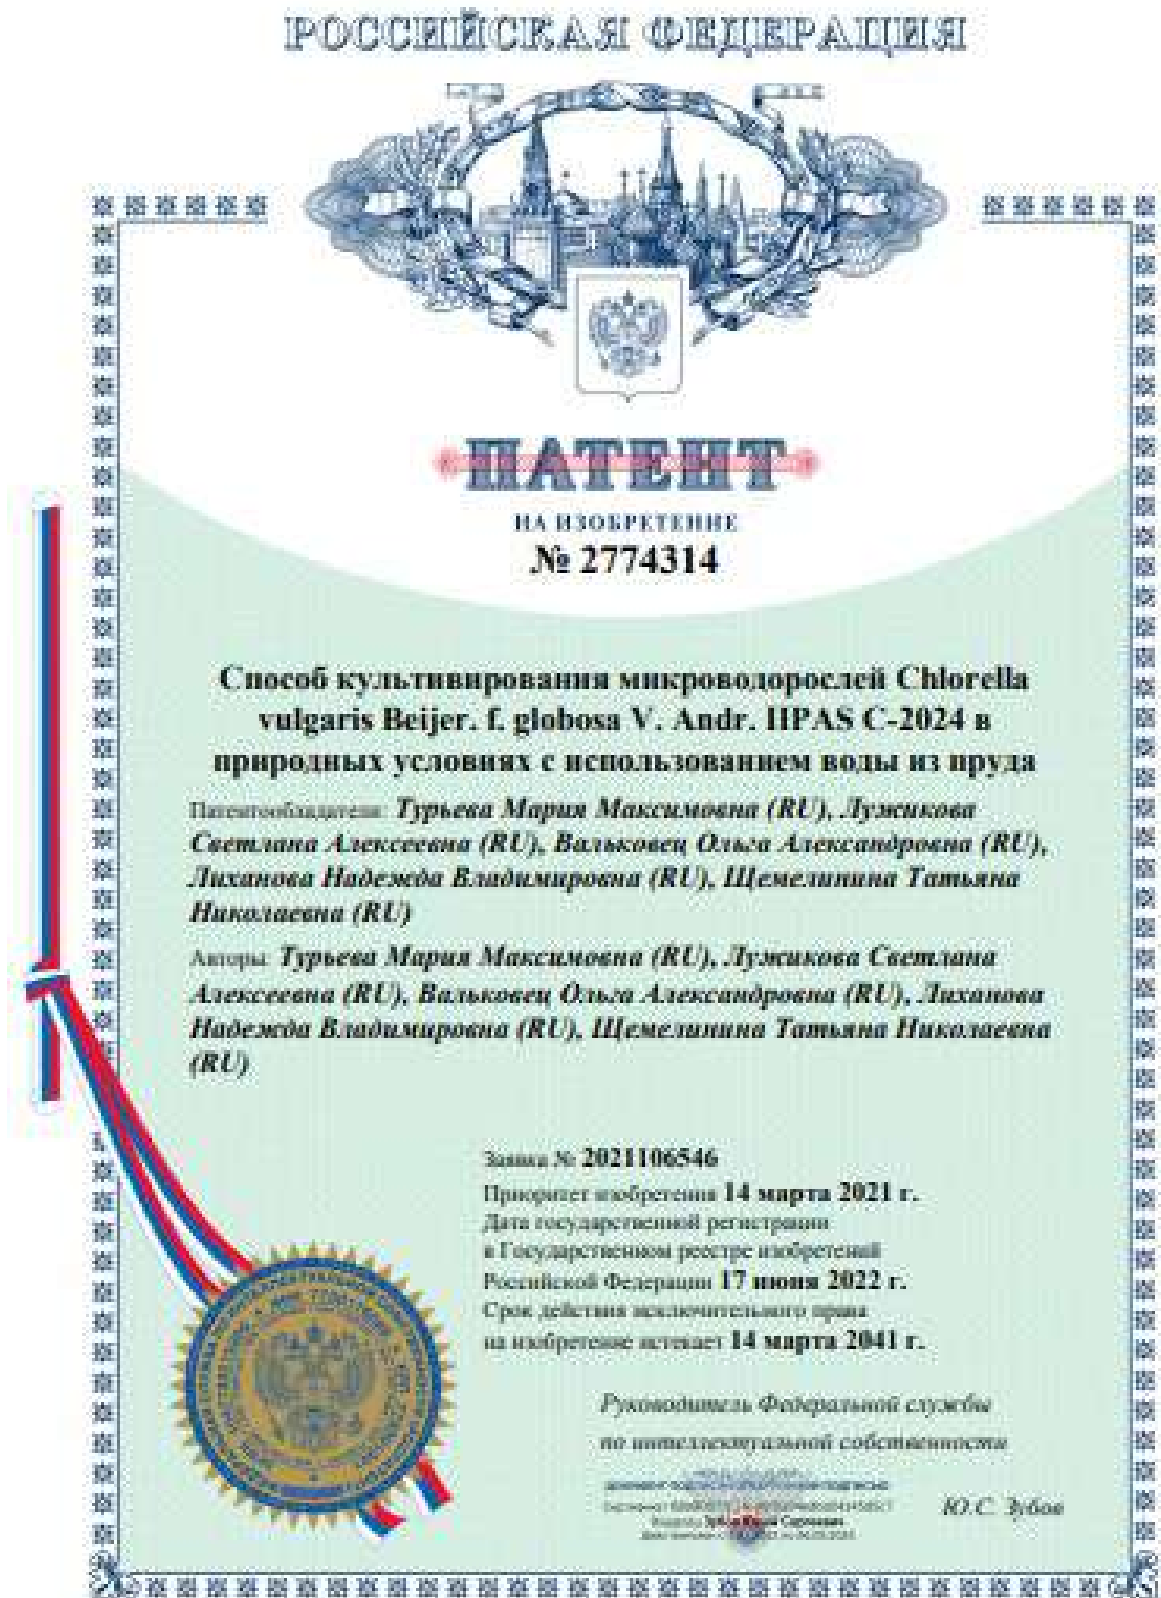 РОССИЙСКАЯ ФЕДЕРАЦИЯ
ПАТЕНТ
НА ИЗОБРЕТЕНИЕ
№ 2774314
Способ культивирования микроводорослей Chlorella
vulgaris Beijer. f. globosa V. Andr. IPPAS C-2024 в
природных условиях с использованием воды из пруда
Патентообладатели: Турьева Мария Максимовна (RU), Лужикова
Светлана Алексеевна (RU), Вальковец Ольга Александровна (RU),
Лиханова Надежда Владимировна (RU), Щемелинина Татьяна
Николаевна (RU)
Авторы: Турьева Мария Максимовна (RU), Лужикова Светлана
Алексеевна (RU), Вальковец Ольга Александровна (RU), Лиханова
Надежда Владимировна (RU), Щемелинина Татьяна Николаевна
(RU)
Заявка № 2021106546
Приоритет изобретения 14 марта 2021 г.
Дата государственной регистрации
в Государственном реестре изобретений
Российской Федерации 17 июня 2022 г.
Срок действия исключительного права
на изобретение истекает 14 марта 2041 г.
Руководитель Федеральной службы
по интеллектуальной собственности
Ю.С. Зубов